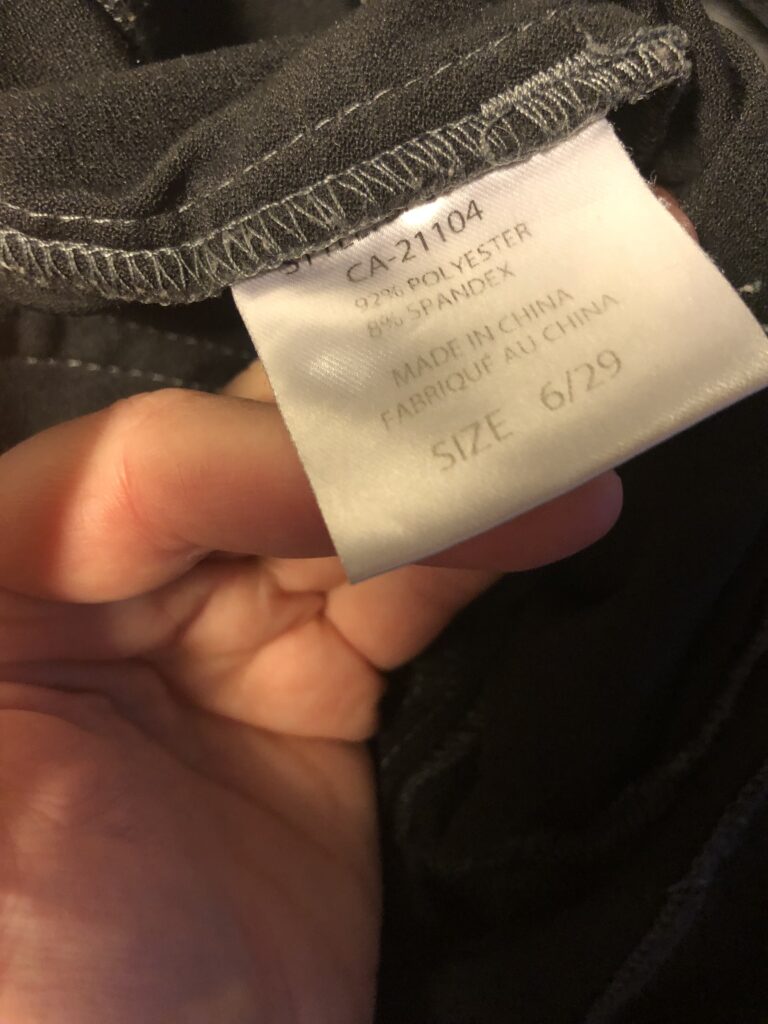 CA-21104
92% POLYESTER
8% SPANDEX
MADE IN CHINA
FABRIQUÉ AU CHINA
SIZE 6/29